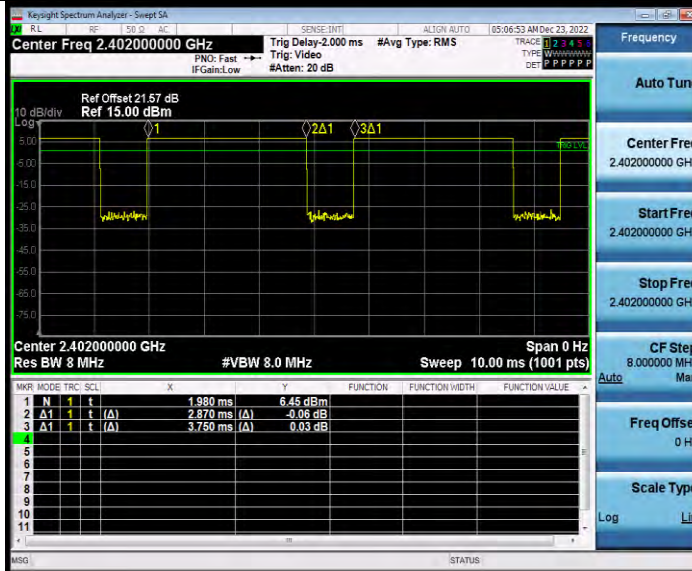 Keysight Spectrum Analyzer - Swept SA
RL RF 50 Ω AC SENSE:INT ALIGN AUTO 05:06:53 AM Dec 23, 2022
Center Freq 2.402000000 GHz
PNO: Fast
IFGain:Low
Trig Delay-2.000 ms
Trig: Video
#Atten: 20 dB
#Avg Type: RMS
TRACE 1 2 3 4 5 6
TYPE
DET P P P P P P
Ref Offset 21.57 dB
10 dB/div Ref 15.00 dBm
Log
1
2Δ1
3Δ1
TRIG LVL
5.00
-5.00
-15.0
-25.0
-35.0
-45.0
-55.0
-65.0
-75.0
Center 2.402000000 GHz Span 0 Hz
Res BW 8 MHz #VBW 8.0 MHz Sweep 10.00 ms (1001 pts)
MKR MODE TRC SCL X Y FUNCTION FUNCTION WIDTH FUNCTION VALUE
1 N 1 t 1.980 ms 6.45 dBm
2 Δ1 1 t (Δ) 2.870 ms (Δ) -0.06 dB
3 Δ1 1 t (Δ) 3.750 ms (Δ) 0.03 dB
4
5
6
7
8
9
10
11
MSG STATUS
Frequency
Auto Tun
Center Fre
2.402000000 GH
Start Fre
2.402000000 GH
Stop Fre
2.402000000 GH
CF Ste
8.000000 MH
Auto Ma
Freq Offse
0 H
Scale Typ
Log Li